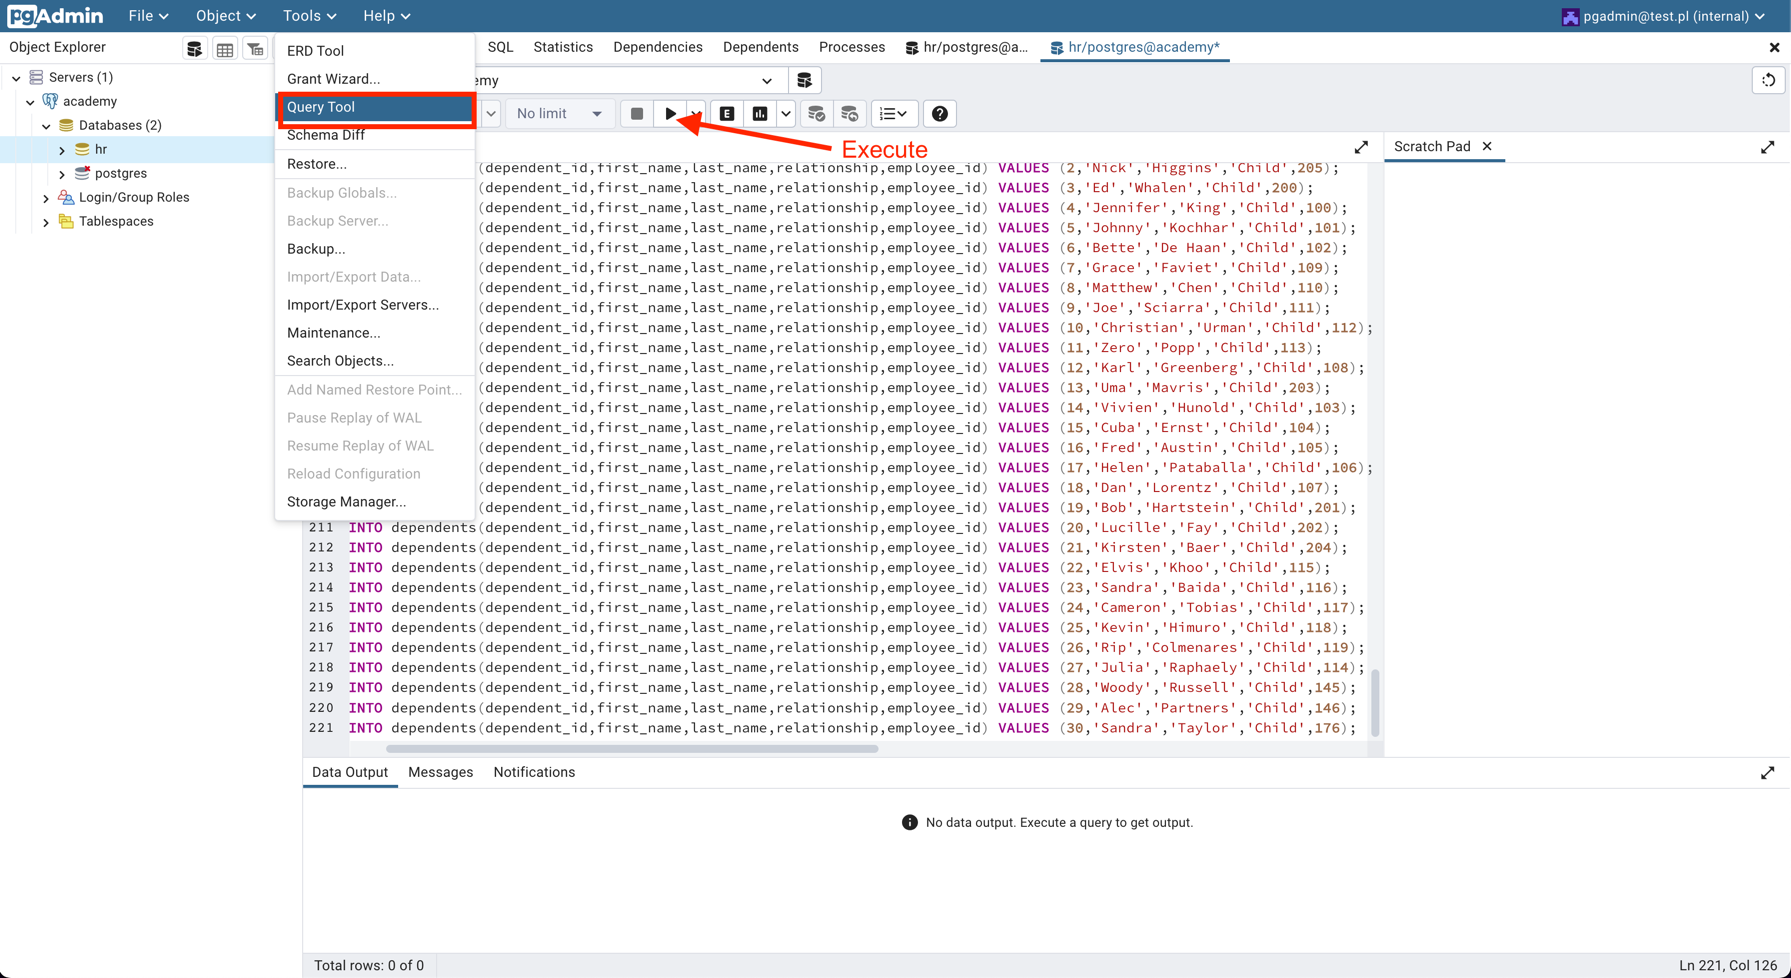 pgAdmin File Object Tools Help pgadmin@test.pl (internal)
Object Explorer
SQL Statistics Dependencies Dependents Processes hr/postgres@a... hr/postgres@academy*
Servers (1)
academy
Databases (2)
hr
postgres
Login/Group Roles
Tablespaces
ERD Tool
Grant Wizard...
Query Tool
Schema Diff
Restore...
Backup Globals...
Backup Server...
Backup...
Import/Export Data...
Import/Export Servers...
Maintenance...
Search Objects...
Add Named Restore Point...
Pause Replay of WAL
Resume Replay of WAL
Reload Configuration
Storage Manager...
emy
No limit E
Execute
Scratch Pad
(dependent_id,first_name,last_name,relationship,employee_id) VALUES (2,'Nick','Higgins','Child',205);
(dependent_id,first_name,last_name,relationship,employee_id) VALUES (3,'Ed','Whalen','Child',200);
(dependent_id,first_name,last_name,relationship,employee_id) VALUES (4,'Jennifer','King','Child',100);
(dependent_id,first_name,last_name,relationship,employee_id) VALUES (5,'Johnny','Kochhar','Child',101);
(dependent_id,first_name,last_name,relationship,employee_id) VALUES (6,'Bette','De Haan','Child',102);
(dependent_id,first_name,last_name,relationship,employee_id) VALUES (7,'Grace','Faviet','Child',109);
(dependent_id,first_name,last_name,relationship,employee_id) VALUES (8,'Matthew','Chen','Child',110);
(dependent_id,first_name,last_name,relationship,employee_id) VALUES (9,'Joe','Sciarra','Child',111);
(dependent_id,first_name,last_name,relationship,employee_id) VALUES (10,'Christian','Urman','Child',112);
(dependent_id,first_name,last_name,relationship,employee_id) VALUES (11,'Zero','Popp','Child',113);
(dependent_id,first_name,last_name,relationship,employee_id) VALUES (12,'Karl','Greenberg','Child',108);
(dependent_id,first_name,last_name,relationship,employee_id) VALUES (13,'Uma','Mavris','Child',203);
(dependent_id,first_name,last_name,relationship,employee_id) VALUES (14,'Vivien','Hunold','Child',103);
(dependent_id,first_name,last_name,relationship,employee_id) VALUES (15,'Cuba','Ernst','Child',104);
(dependent_id,first_name,last_name,relationship,employee_id) VALUES (16,'Fred','Austin','Child',105);
(dependent_id,first_name,last_name,relationship,employee_id) VALUES (17,'Helen','Pataballa','Child',106);
(dependent_id,first_name,last_name,relationship,employee_id) VALUES (18,'Dan','Lorentz','Child',107);
(dependent_id,first_name,last_name,relationship,employee_id) VALUES (19,'Bob','Hartstein','Child',201);
211 INTO dependents(dependent_id,first_name,last_name,relationship,employee_id) VALUES (20,'Lucille','Fay','Child',202);
212 INTO dependents(dependent_id,first_name,last_name,relationship,employee_id) VALUES (21,'Kirsten','Baer','Child',204);
213 INTO dependents(dependent_id,first_name,last_name,relationship,employee_id) VALUES (22,'Elvis','Khoo','Child',115);
214 INTO dependents(dependent_id,first_name,last_name,relationship,employee_id) VALUES (23,'Sandra','Baida','Child',116);
215 INTO dependents(dependent_id,first_name,last_name,relationship,employee_id) VALUES (24,'Cameron','Tobias','Child',117);
216 INTO dependents(dependent_id,first_name,last_name,relationship,employee_id) VALUES (25,'Kevin','Himuro','Child',118);
217 INTO dependents(dependent_id,first_name,last_name,relationship,employee_id) VALUES (26,'Rip','Colmenares','Child',119);
218 INTO dependents(dependent_id,first_name,last_name,relationship,employee_id) VALUES (27,'Julia','Raphaely','Child',114);
219 INTO dependents(dependent_id,first_name,last_name,relationship,employee_id) VALUES (28,'Woody','Russell','Child',145);
220 INTO dependents(dependent_id,first_name,last_name,relationship,employee_id) VALUES (29,'Alec','Partners','Child',146);
221 INTO dependents(dependent_id,first_name,last_name,relationship,employee_id) VALUES (30,'Sandra','Taylor','Child',176);
Data Output Messages Notifications
No data output. Execute a query to get output.
Total rows: 0 of 0
Ln 221, Col 126